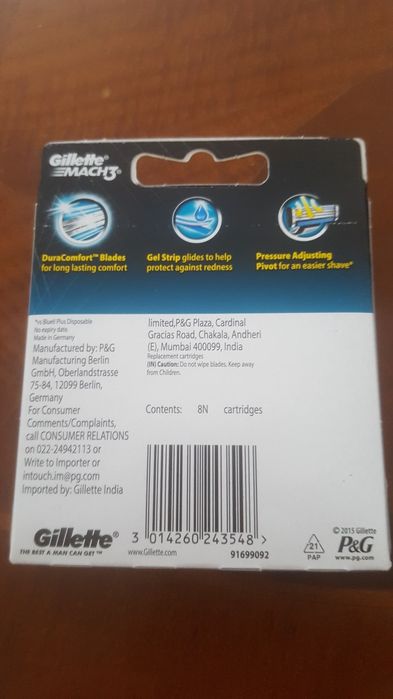 Gillette®
MACH3®
DuraComfort™ Blades
for long lasting comfort
Gel Strip glides to help
protect against redness
Pressure Adjusting
Pivot for an easier shave*
*vs BlueII Plus Disposable
No expiry date.
Made in Germany
Manufactured by: P&G
Manufacturing Berlin
GmbH, Oberlandstrasse
75-84, 12099 Berlin,
Germany
For Consumer
Comments/Complaints,
call CONSUMER RELATIONS
on 022-24942113 or
Write to Importer or
intouch.im@pg.com
Imported by: Gillette India
limited,P&G Plaza, Cardinal
Gracias Road, Chakala, Andheri
(E), Mumbai 400099, India
Replacement cartridges
(IN) Caution: Do not wipe blades. Keep away
from Children.
Contents: 8N cartridges
3 014260 243548 >
Gillette®
THE BEST A MAN CAN GET™
www.Gillette.com
91699092
21
PAP
© 2015 Gillette
P&G
www.pg.com